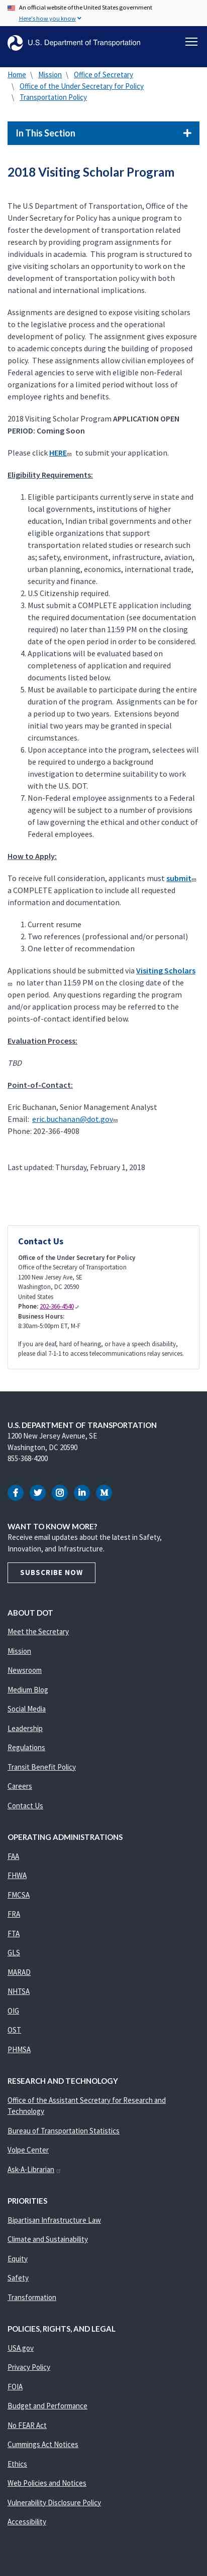 An official website of the United States government
Here's how you know
U.S. Department of Transportation
Home \ Mission \ Office of Secretary
\ Office of the Under Secretary for Policy
\ Transportation Policy
In This Section
2018 Visiting Scholar Program
The U.S Department of Transportation, Office of the
Under Secretary for Policy has a unique program to
work on department-directed transportation related
research by providing part time assignments for
individuals in academia. This program is structured to
give visiting scholars an opportunity to work on the
department of transportation policy with both
national and international implications.
Assignments are designed to expose visiting scholars
to the legislative process and the operational
development of policy. The assignments also allow
visiting scholars to be involved in the development of
policy. These assignments allow civilian employees of
Federal agencies to serve with eligible non-Federal
organizations for a limited period without loss of
employee rights and benefits.
2018 Visiting Scholar Program APPLICATION OPEN
PERIOD: Coming Soon
Please click HERE to submit your application.
Eligibility Requirements:
1. Eligible participants currently employ in state and
local governments, institutions of higher
education, Indian tribal governments and other
eligible organizations that support
transportation related studies or research such
as; safety, infrastructure, environment, aviation,
urban planning, economics, international trade,
security and finance.
2. U.S Citizenship required.
3. Must submit a COMPLETE application including
the required documentation (see documentation
required) no later than 11:59 PM on the closing
date of the date announcement.
4. Applications will be evaluated based on
completeness of application and required
document/materials listed below.
5. Must be available to participate during the entire
duration of the program. Assignments can be for
a period up to two years. Extensions beyond
initial term may be granted in special
circumstances.
6. Upon acceptance into the program, selectees will
be required to undergo a background
investigation to determine suitability to work
with the U.S. DOT.
7. Non-Federal employee assignments to a Federal
agency will be subject to the same provisions
governing the ethics and conduct of other
Federal employees.
How to Apply:
To receive full consideration, applicants must submit
a COMPLETE application to include all requested
information and documentation.
1. Current resume
2. Two references (professional and/or personal)
3. One letter of recommendation
Applications should be submitted via Visiting Scholars
no later than 11:59 PM on the closing date of the
open period. Any questions regarding the program
and/or application process may be referred to the
points-of-contact identified below.
Evaluation Process:
TBD
Point-of-Contact:
Eric Buchanan, Senior Management Analyst
Email: eric.buchanan@dot.gov
Phone: 202-366-4908
Last updated: Thursday, February 1, 2018
Contact Us
Office of the Under Secretary for Policy
Office of the Secretary of Transportation
1200 New Jersey Ave, SE
Washington, DC 20590
United States
Phone: 202-366-4540
Business Hours:
8:30am-5:00pm ET, M-F
If you are deaf, hard of hearing, or have a speech disability,
please dial 7-1-1 to access telecommunications relay services.
U.S. DEPARTMENT OF TRANSPORTATION
1200 New Jersey Avenue, SE
Washington, DC 20590
855-368-4200
WANT TO KNOW MORE?
Receive email updates about the latest in Safety,
Innovation, and Infrastructure.
SUBSCRIBE NOW
ABOUT DOT
Meet the Secretary
Mission
Newsroom
Medium Blog
Social Media
Leadership
Regulations
Transit Benefit Policy
Careers
Contact Us
OPERATING ADMINISTRATIONS
FAA
FHWA
FMCSA
FRA
FTA
GLS
MARAD
NHTSA
OIG
OST
PHMSA
RESEARCH AND TECHNOLOGY
Office of the Assistant Secretary for Research and
Technology
Bureau of Transportation Statistics
Volpe Center
Ask-A-Librarian
PRIORITIES
Bipartisan Infrastructure Law
Climate and Sustainability
Equity
Safety
Transformation
POLICIES, RIGHTS, AND LEGAL
USA.gov
Privacy Policy
FOIA
Budget and Performance
No FEAR Act
Cummings Act Notices
Ethics
Web Policies and Notices
Vulnerability Disclosure Policy
Accessibility